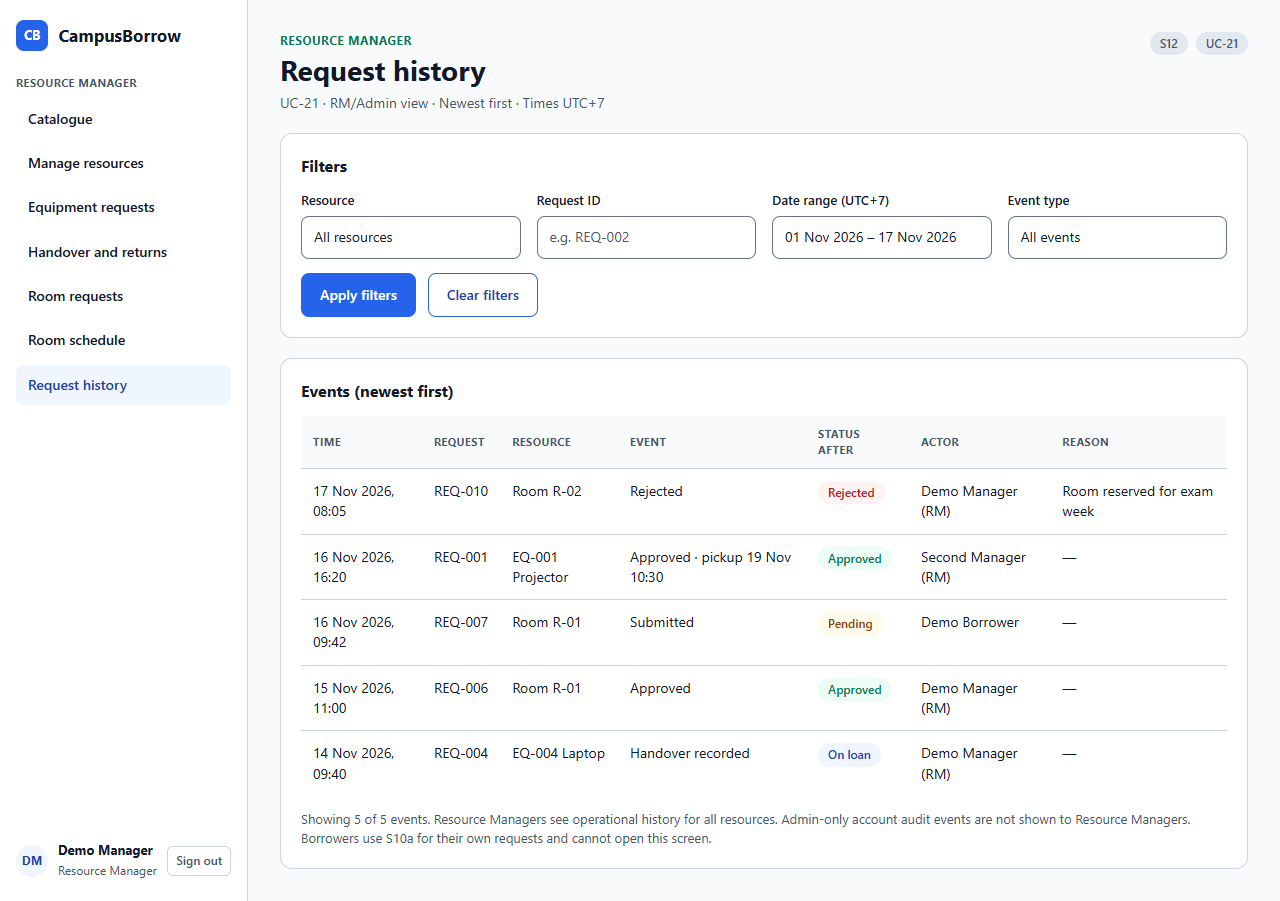 CB CampusBorrow
RESOURCE MANAGER
Catalogue
Manage resources
Equipment requests
Handover and returns
Room requests
Room schedule
Request history
DM
Demo Manager
Resource Manager
Sign out
RESOURCE MANAGER
S12 UC-21
Request history
UC-21 · RM/Admin view · Newest first · Times UTC+7
Filters
Resource Request ID Date range (UTC+7) Event type
All resources e.g. REQ-002 01 Nov 2026 – 17 Nov 2026 All events
Apply filters Clear filters
Events (newest first)
TIME REQUEST RESOURCE EVENT STATUS AFTER ACTOR REASON
17 Nov 2026, 08:05 REQ-010 Room R-02 Rejected Rejected Demo Manager (RM) Room reserved for exam week
16 Nov 2026, 16:20 REQ-001 EQ-001 Projector Approved · pickup 19 Nov 10:30 Approved Second Manager (RM) —
16 Nov 2026, 09:42 REQ-007 Room R-01 Submitted Pending Demo Borrower —
15 Nov 2026, 11:00 REQ-006 Room R-01 Approved Approved Demo Manager (RM) —
14 Nov 2026, 09:40 REQ-004 EQ-004 Laptop Handover recorded On loan Demo Manager (RM) —
Showing 5 of 5 events. Resource Managers see operational history for all resources. Admin-only account audit events are not shown to Resource Managers.
Borrowers use S10a for their own requests and cannot open this screen.